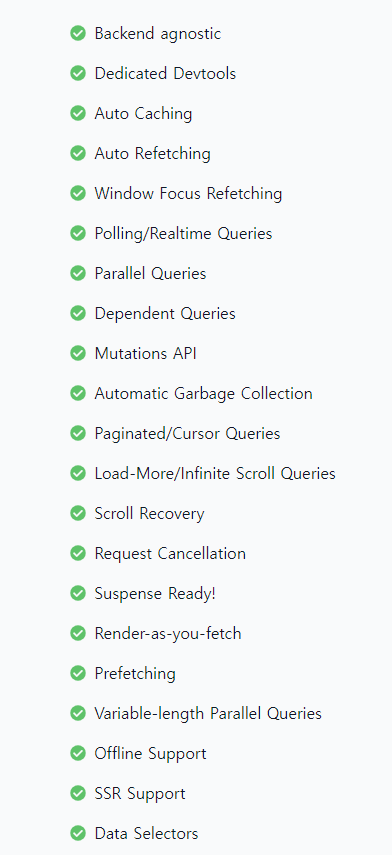 Backend agnostic
Dedicated Devtools
Auto Caching
Auto Refetching
Window Focus Refetching
Polling/Realtime Queries
Parallel Queries
Dependent Queries
Mutations API
Automatic Garbage Collection
Paginated/Cursor Queries
Load-More/Infinite Scroll Queries
Scroll Recovery
Request Cancellation
Suspense Ready!
Render-as-you-fetch
Prefetching
Variable-length Parallel Queries
Offline Support
SSR Support
Data Selectors